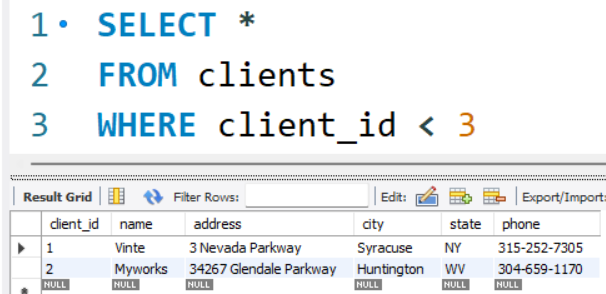 1 SELECT *
2 FROM clients
3 WHERE client_id < 3
Result Grid Filter Rows: Edit: Export/Import:
client_id name address city state phone
1 Vinte 3 Nevada Parkway Syracuse NY 315-252-7305
2 Myworks 34267 Glendale Parkway Huntington WV 304-659-1170
NULL NULL NULL NULL NULL NULL